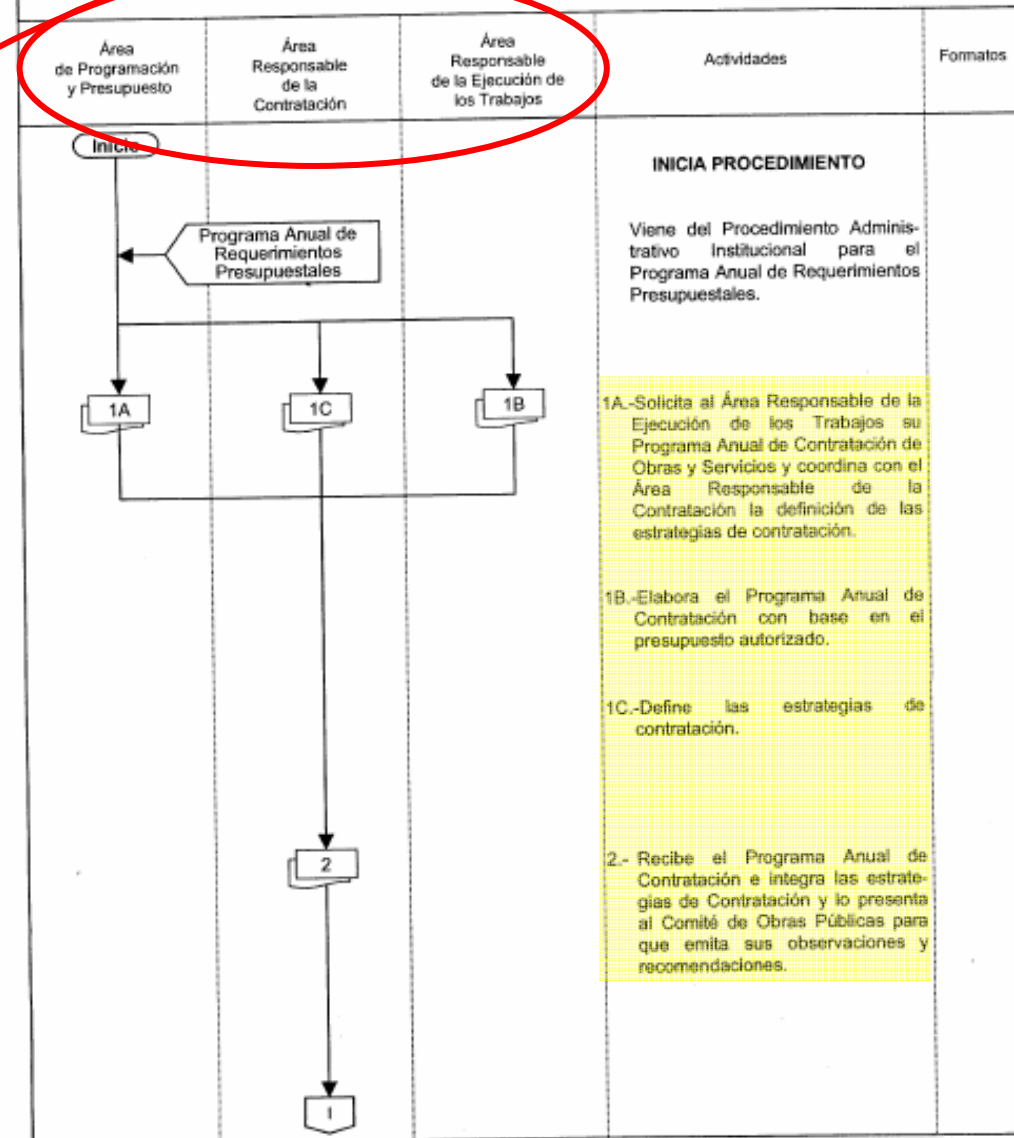 Área
de Programación
y Presupuesto
Área
Responsable
de la
Contratación
Área
Responsable
de la Ejecución de
los Trabajos
Actividades
Formatos
Inicio
INICIA PROCEDIMIENTO
Programa Anual de
Requerimientos
Presupuestales
Viene del Procedimiento Adminis-
trativo Institucional para el
Programa Anual de Requerimientos
Presupuestales.
1A
1C
1B
1A.-Solicita al Área Responsable de la
Ejecución de los Trabajos su
Programa Anual de Contratación de
Obras y Servicios y coordina con el
Área Responsable de la
Contratación la definición de las
estrategias de contratación.
1B.-Elabora el Programa Anual de
Contratación con base en el
presupuesto autorizado.
1C.-Define las estrategias de
contratación.
2
2.- Recibe el Programa Anual de
Contratación e integra las estrate-
gias de Contratación y lo presenta
al Comité de Obras Públicas para
que emita sus observaciones y
recomendaciones.
I